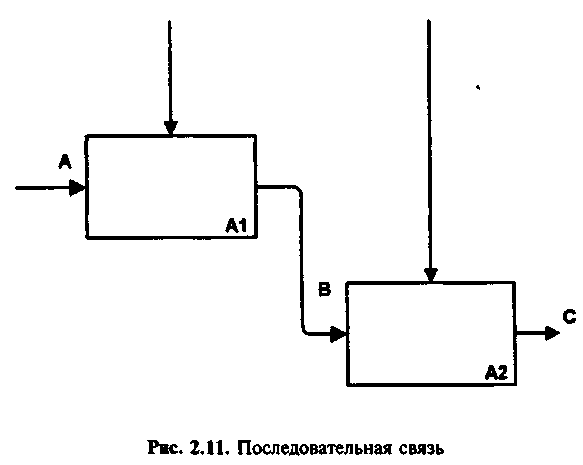 A
A1
B
C
A2
Рис. 2.11. Последовательная связь